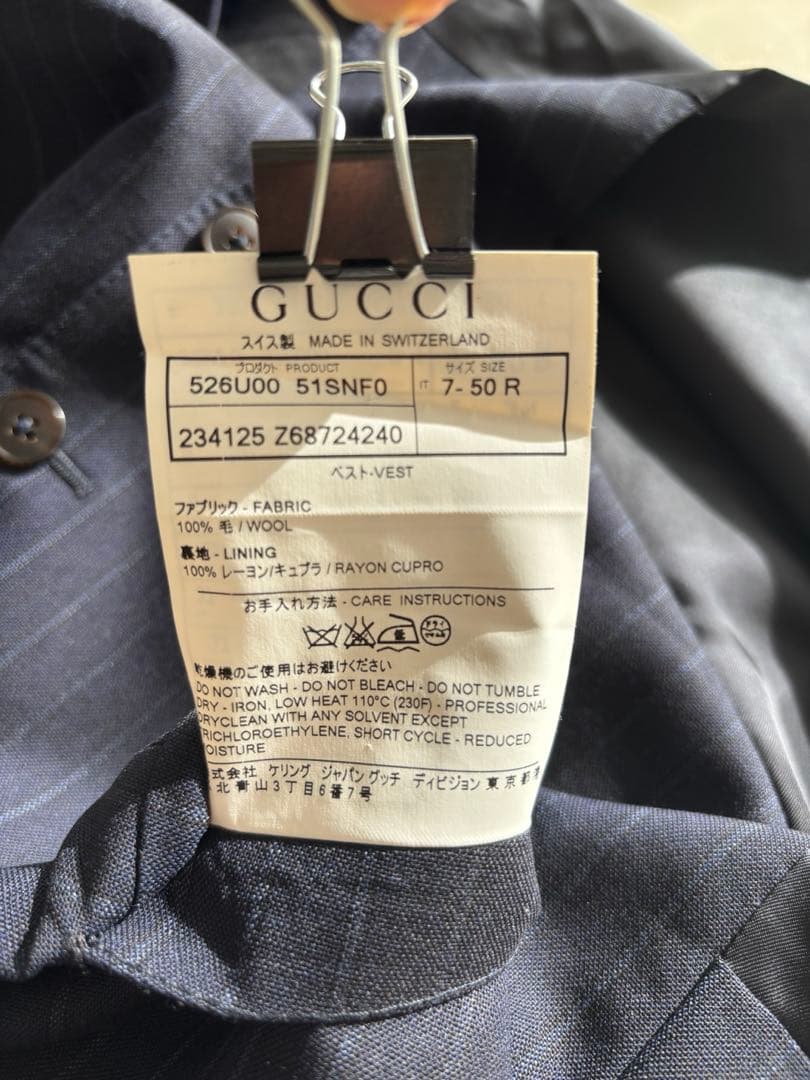 GUCCI
スイス製 MADE IN SWITZERLAND
プロダクト PRODUCT
サイズ SIZE
526U00 51SNF0
IT 7-50 R
234125 Z68724240
ベスト-VEST
ファブリック - FABRIC
100% 毛 / WOOL
裏地 - LINING
100% レーヨン/キュプラ / RAYON CUPRO
お手入れ方法 - CARE INSTRUCTIONS
ドライ
乾燥機のご使用はお避けください
DO NOT WASH - DO NOT BLEACH - DO NOT TUMBLE
DRY - IRON, LOW HEAT 110°C (230F) - PROFESSIONAL
DRYCLEAN WITH ANY SOLVENT EXCEPT
RICHLOROETHYLENE, SHORT CYCLE - REDUCED
OISTURE
式会社 ケリング ジャパン グッチ ディビジョン 東京都港
北青山3丁目6番7号